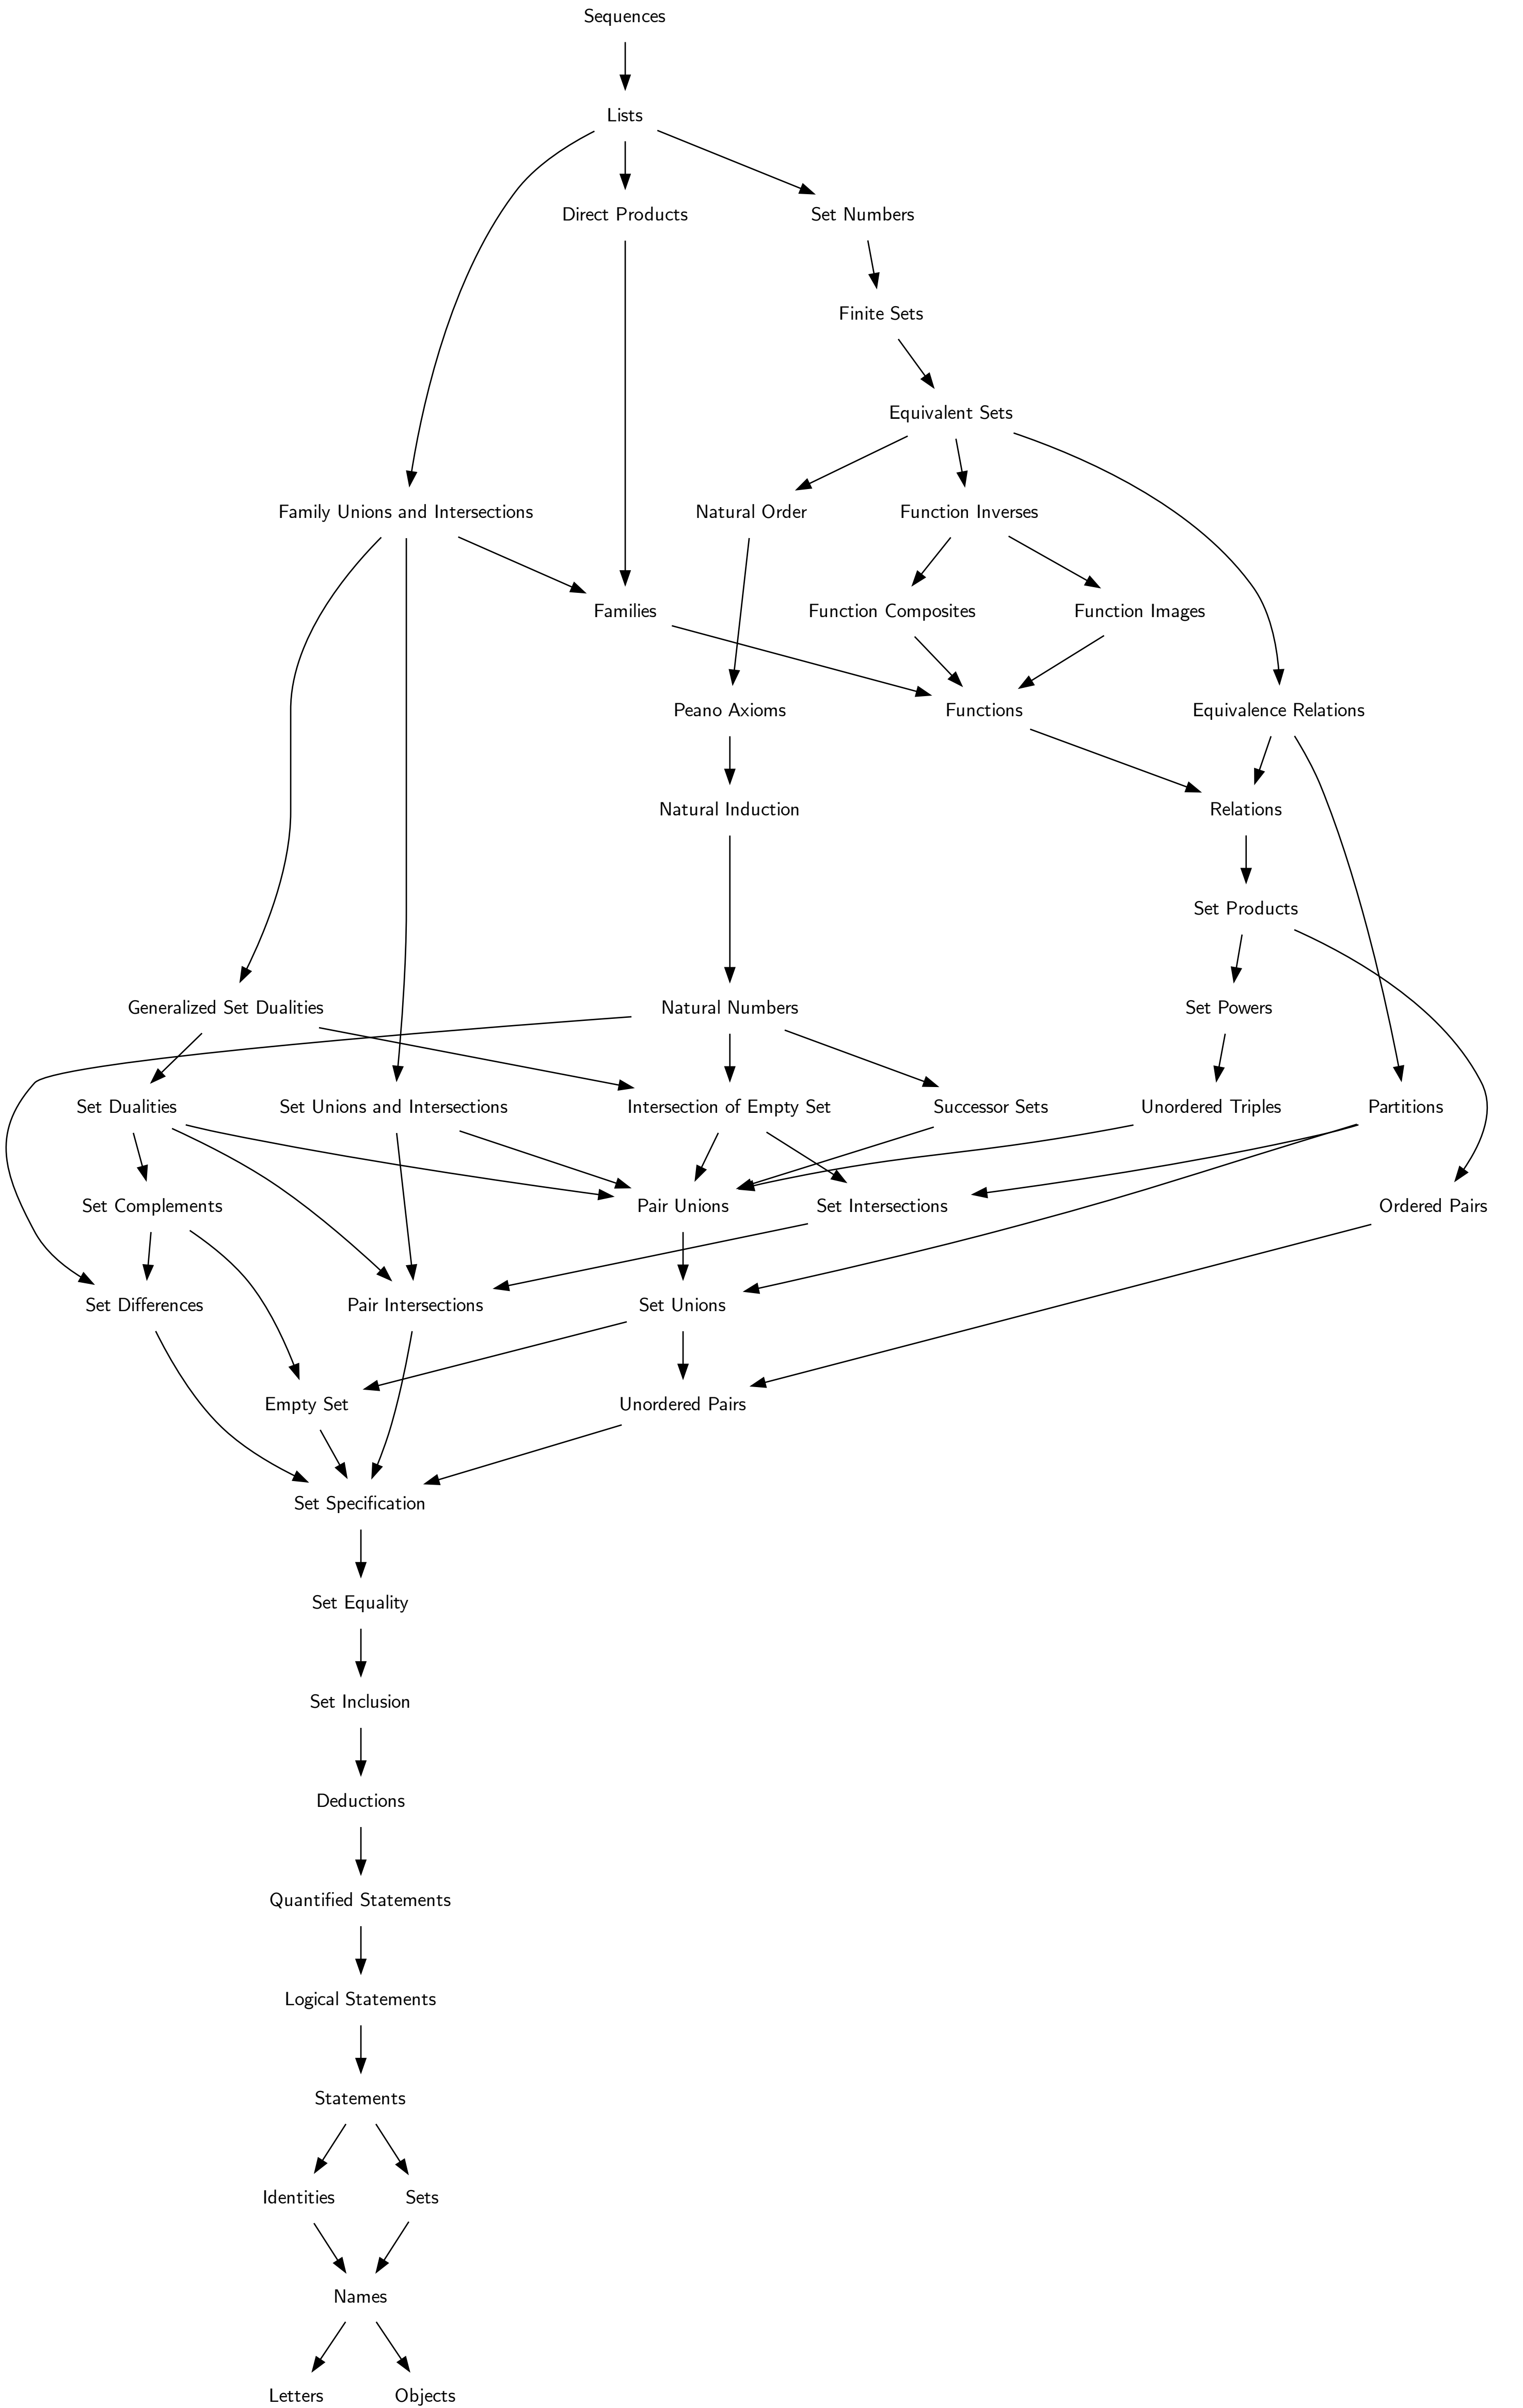 Sequences
Lists
Direct Products
Set Numbers
Finite Sets
Equivalent Sets
Family Unions and Intersections
Natural Order
Function Inverses
Families
Function Composites
Function Images
Peano Axioms
Functions
Equivalence Relations
Natural Induction
Relations
Set Products
Generalized Set Dualities
Natural Numbers
Set Powers
Set Dualities
Set Unions and Intersections
Intersection of Empty Set
Successor Sets
Unordered Triples
Partitions
Set Complements
Pair Unions
Set Intersections
Ordered Pairs
Set Differences
Pair Intersections
Set Unions
Empty Set
Unordered Pairs
Set Specification
Set Equality
Set Inclusion
Deductions
Quantified Statements
Logical Statements
Statements
Identities
Sets
Names
Letters
Objects